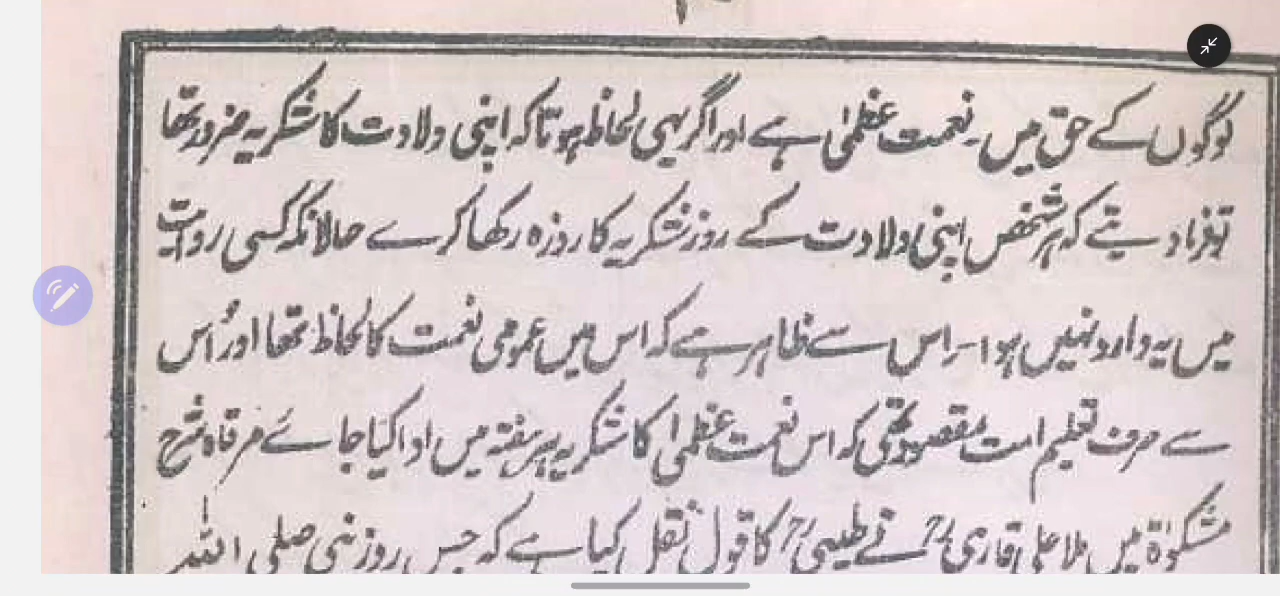 لوگوں کے حق میں۔ نعمت عظمیٰ ہے اور اگر یہی لحاظ ہوتا کہ اپنی ولادت کا شکریہ ضرور تھا
تو فرما دیتے کہ ہر شخص اپنی ولادت کے روز شکریہ کا روزہ رکھا کرے حالانکہ کسی روایت
میں یہ وارد نہیں ہوا۔ اس سے ظاہر ہے کہ اس میں عمومی نعمت کا لحاظ تھا اور اُس
سے صرف تعلیم امت مقصود تھی کہ اس نعمت عظمیٰ کا شکریہ ہر ہفتہ میں ادا کیا جائے مرقاۃ شرح
مشکوٰۃ میں ملا علی قاریؒ نے طیبیؒ کا قول نقل کیا ہے کہ جس روز نبی صلی اللہ